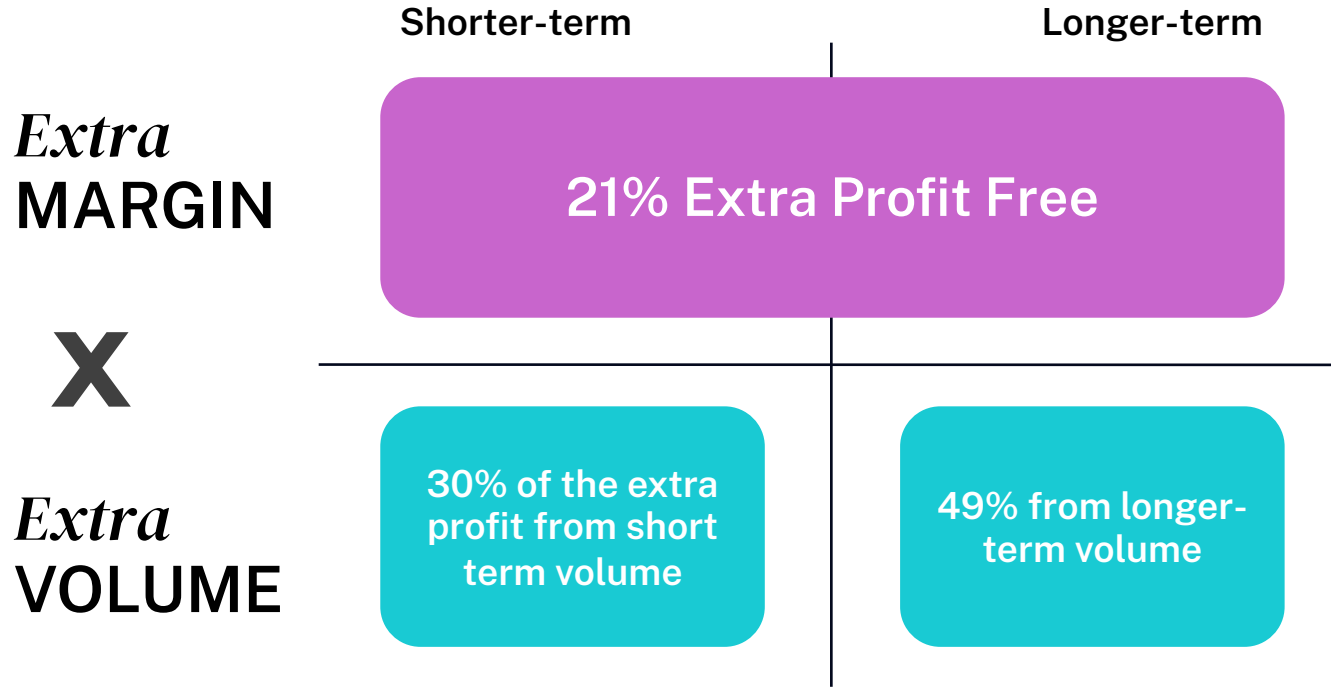 Shorter-term
Longer-term
Extra
MARGIN
21% Extra Profit Free
X
Extra
VOLUME
30% of the extra
profit from short
term volume
49% from longer-
term volume